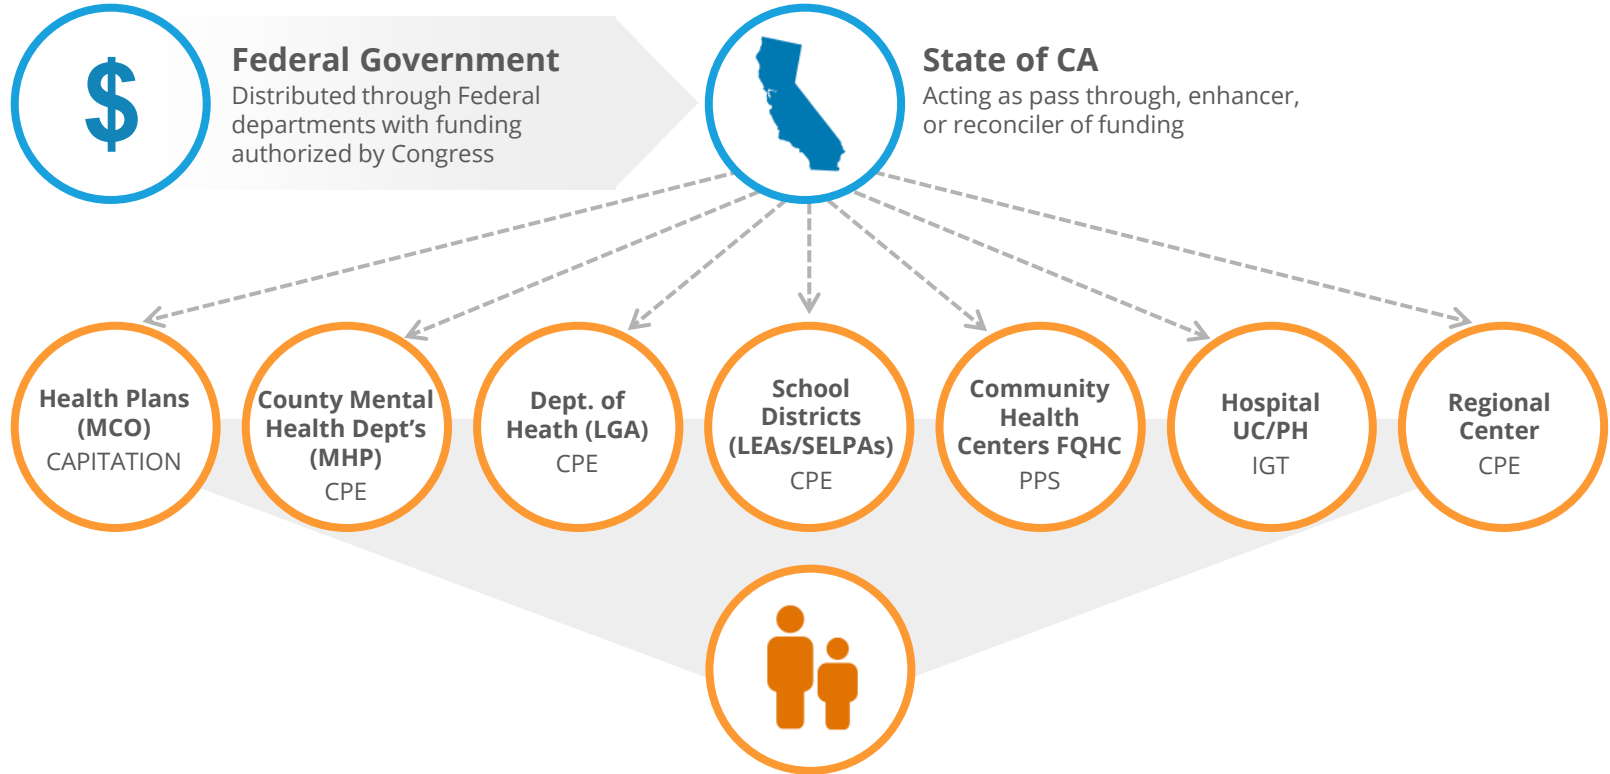 $
Federal Government
Distributed through Federal
departments with funding
authorized by Congress
State of CA
Acting as pass through, enhancer,
or reconciler of funding
Health Plans
(MCO)
CAPITATION
County Mental
Health Dept's
(MHP)
CPE
Dept. of
Heath (LGA)
CPE
School
Districts
(LEAs/SELPAs)
CPE
Community
Health
Centers FQHC
PPS
Hospital
UC/PH
IGT
Regional
Center
CPE